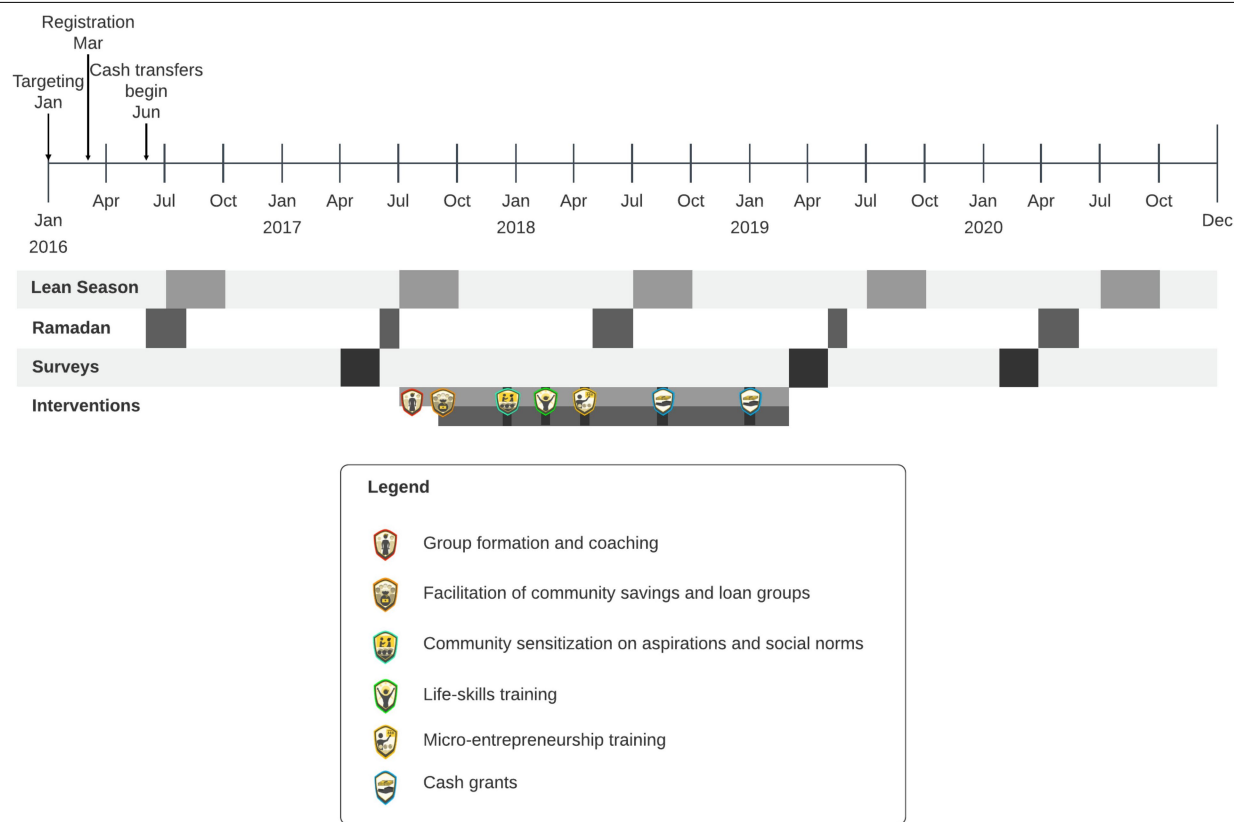 Registration
Mar
Targeting
Jan
Cash transfers
begin
Jun
Apr Jul Oct Jan Apr Jul Oct Jan Apr Jul Oct Jan Apr Jul Oct Jan Apr Jul Oct
Jan Dec
2017 2018 2019 2020
2016
Lean Season
Ramadan
Surveys
Interventions
Legend
Group formation and coaching
Facilitation of community savings and loan groups
Community sensitization on aspirations and social norms
Life-skills training
Micro-entrepreneurship training
Cash grants